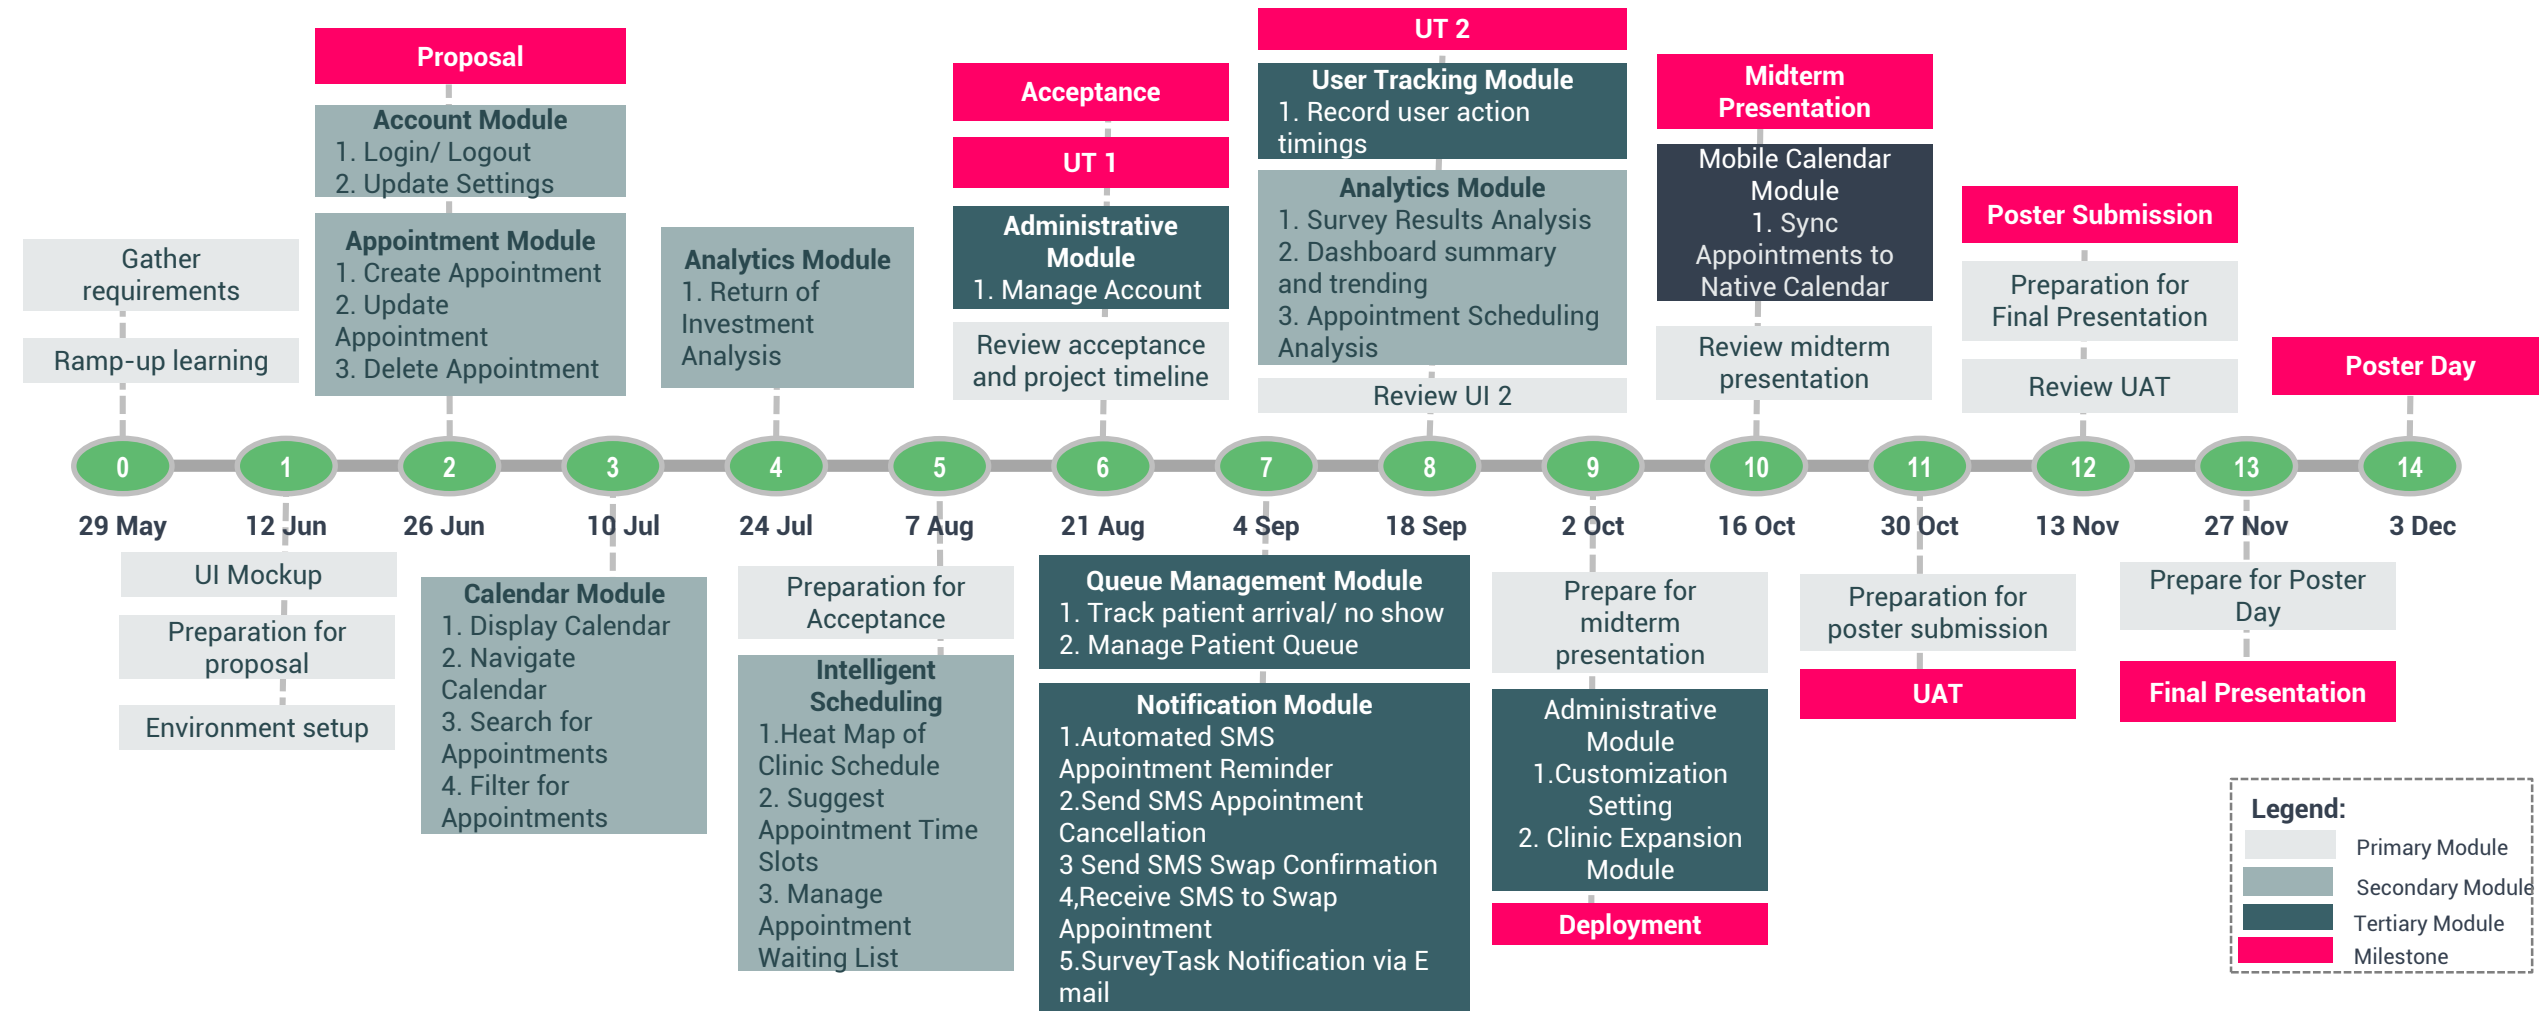 Proposal
Account Module
1. Login/ Logout
2. Update Settings
Appointment Module
1. Create Appointment
2. Update
Appointment
3. Delete Appointment
Gather
requirements
Ramp-up learning
Analytics Module
1. Return of
Investment
Analysis
Acceptance
UT 1
Administrative
Module
1. Manage Account
Review acceptance
and project timeline
UT 2
User Tracking Module
1. Record user action
timings
Analytics Module
1. Survey Results Analysis
2. Dashboard summary
and trending
3. Appointment Scheduling
Analysis
Review UI 2
Midterm
Presentation
Mobile Calendar
Module
1. Sync
Appointments to
Native Calendar
Review midterm
presentation
Poster Submission
Preparation for
Final Presentation
Review UAT
Poster Day
0
1
2
3
4
5
6
7
8
9
10
11
12
13
14
29 May
12 Jun
26 Jun
10 Jul
24 Jul
7 Aug
21 Aug
4 Sep
18 Sep
2 Oct
16 Oct
30 Oct
13 Nov
27 Nov
3 Dec
UI Mockup
Preparation for
proposal
Environment setup
Calendar Module
1. Display Calendar
2. Navigate
Calendar
3. Search for
Appointments
4. Filter for
Appointments
Preparation for
Acceptance
Intelligent
Scheduling
1.Heat Map of
Clinic Schedule
2. Suggest
Appointment Time
Slots
3. Manage
Appointment
Waiting List
Queue Management Module
1. Track patient arrival/ no show
2. Manage Patient Queue
Notification Module
1.Automated SMS
Appointment Reminder
2.Send SMS Appointment
Cancellation
3 Send SMS Swap Confirmation
4,Receive SMS to Swap
Appointment
5.SurveyTask Notification via E
mail
Prepare for
midterm
presentation
Administrative
Module
1.Customization
Setting
2. Clinic Expansion
Module
Deployment
Preparation for
poster submission
UAT
Prepare for Poster
Day
Final Presentation
Legend:
Primary Module
Secondary Module
Tertiary Module
Milestone